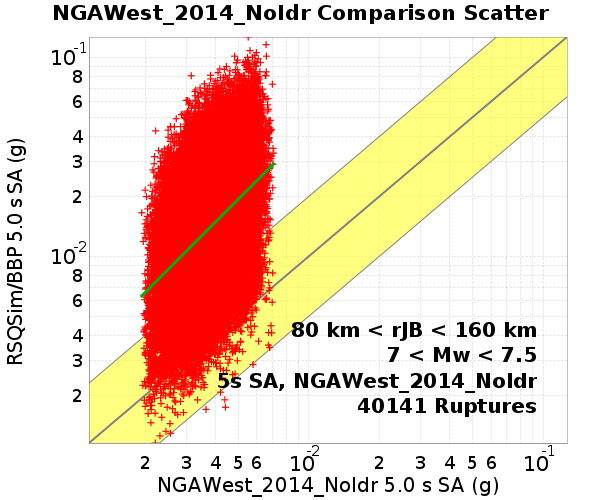 NGAWest_2014_NoIdr Comparison Scatter
10-1
8
6
4
3
2
10-2
8
6
4
3
2
RSQSim/BBP 5.0 s SA (g)
80 km < rJB < 160 km
7 < Mw < 7.5
5s SA, NGAWest_2014_NoIdr
40141 Ruptures
2 3 4 5 6 10-2 2 3 4 5 6 10-1
NGAWest_2014_NoIdr 5.0 s SA (g)